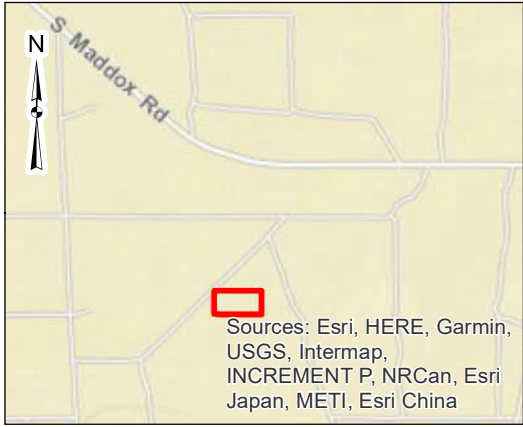 S Maddox Rd
N
Sources: Esri, HERE, Garmin,
USGS, Intermap,
INCREMENT P, NRCan, Esri
Japan, METI, Esri China